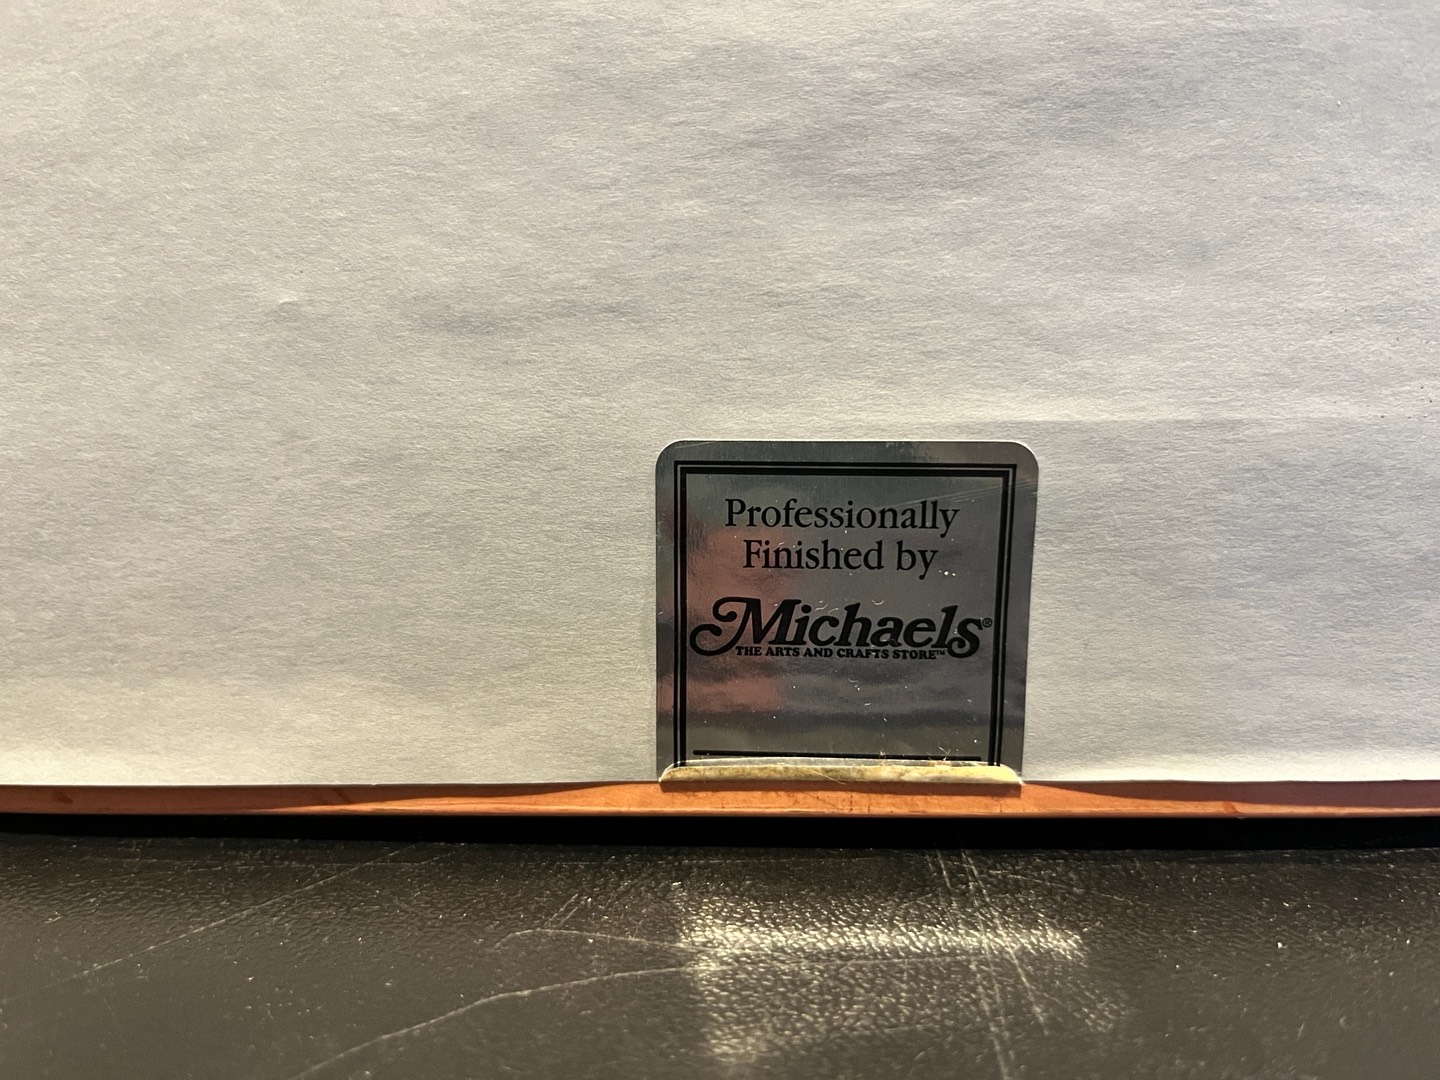 Professionally
Finished by
Michaels®
THE ARTS AND CRAFTS STORE™